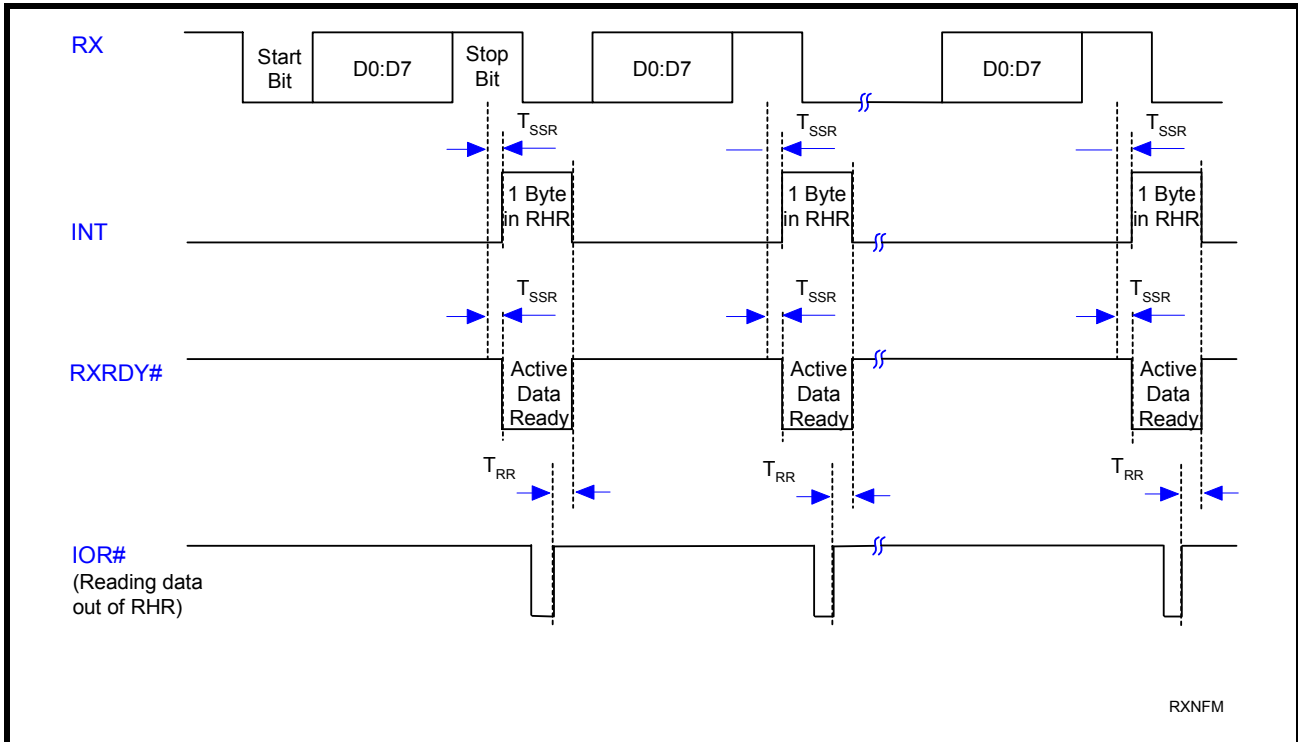 RX
Start
Bit
D0:D7
Stop
Bit
D0:D7
D0:D7
TSSR
TSSR
TSSR
INT
1 Byte
in RHR
1 Byte
in RHR
1 Byte
in RHR
TSSR
TSSR
TSSR
RXRDY#
Active
Data
Ready
Active
Data
Ready
Active
Data
Ready
TRR
TRR
TRR
IOR#
(Reading data
out of RHR)
RXNFM